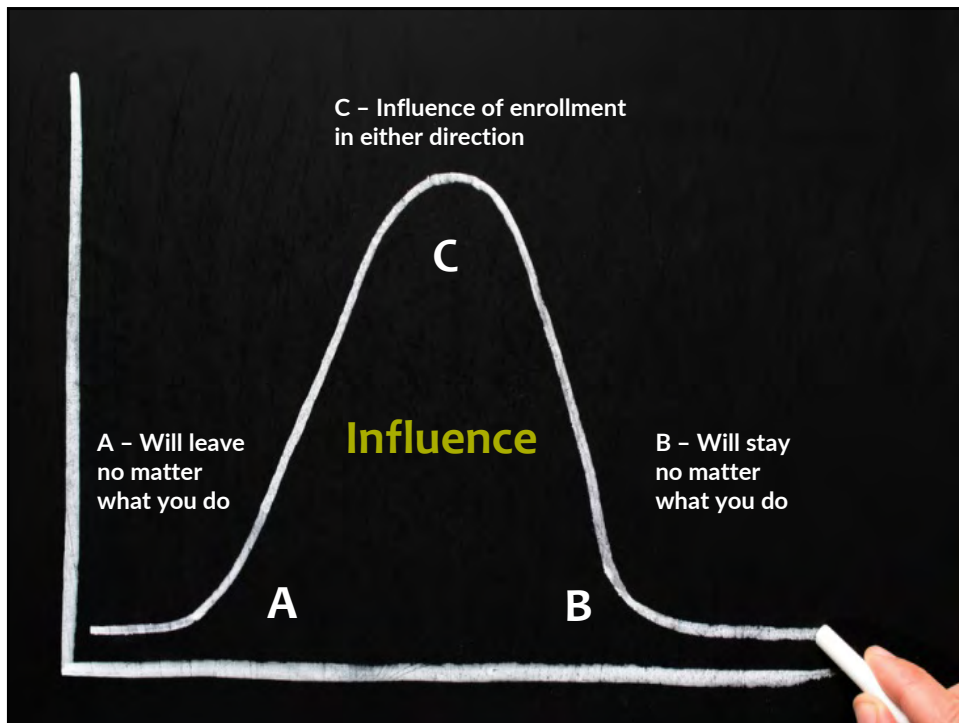 C – Influence of enrollment
in either direction
C
Influence
A – Will leave
no matter
what you do
B – Will stay
no matter
what you do
A
B